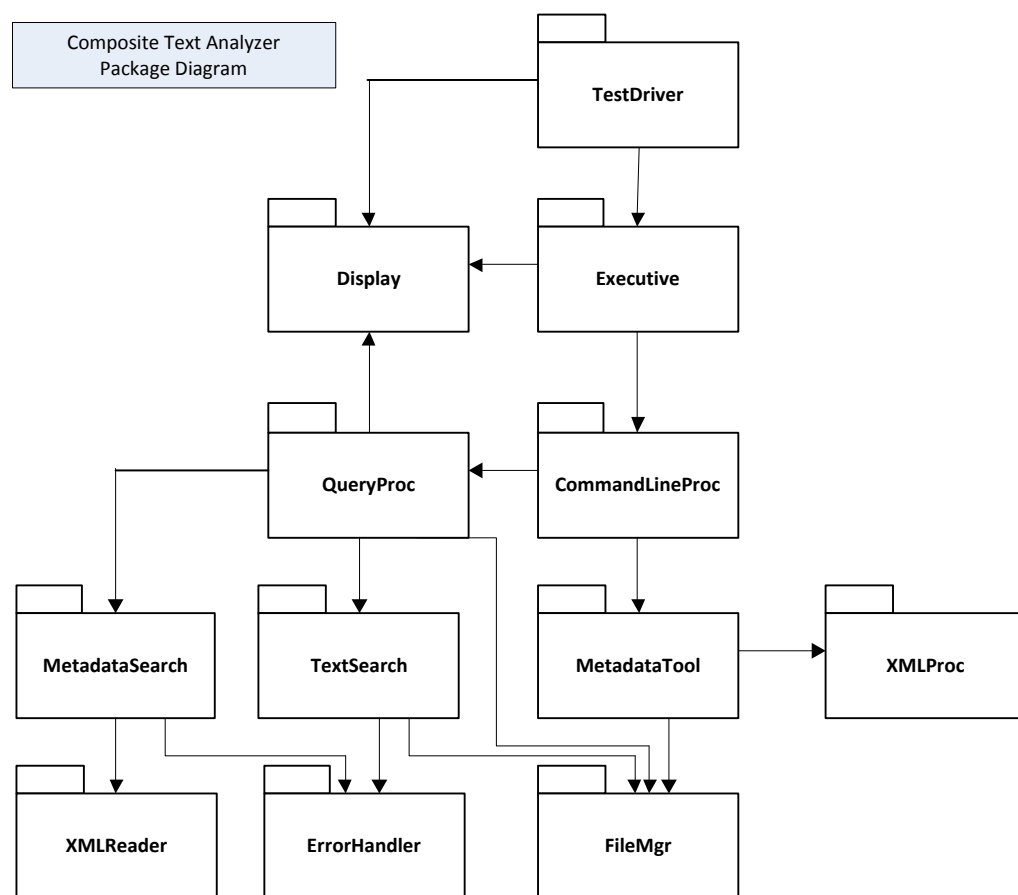 Composite Text Analyzer
Package Diagram
TestDriver
Display
Executive
QueryProc
CommandLineProc
MetadataSearch
TextSearch
MetadataTool
XMLProc
XMLReader
ErrorHandler
FileMgr